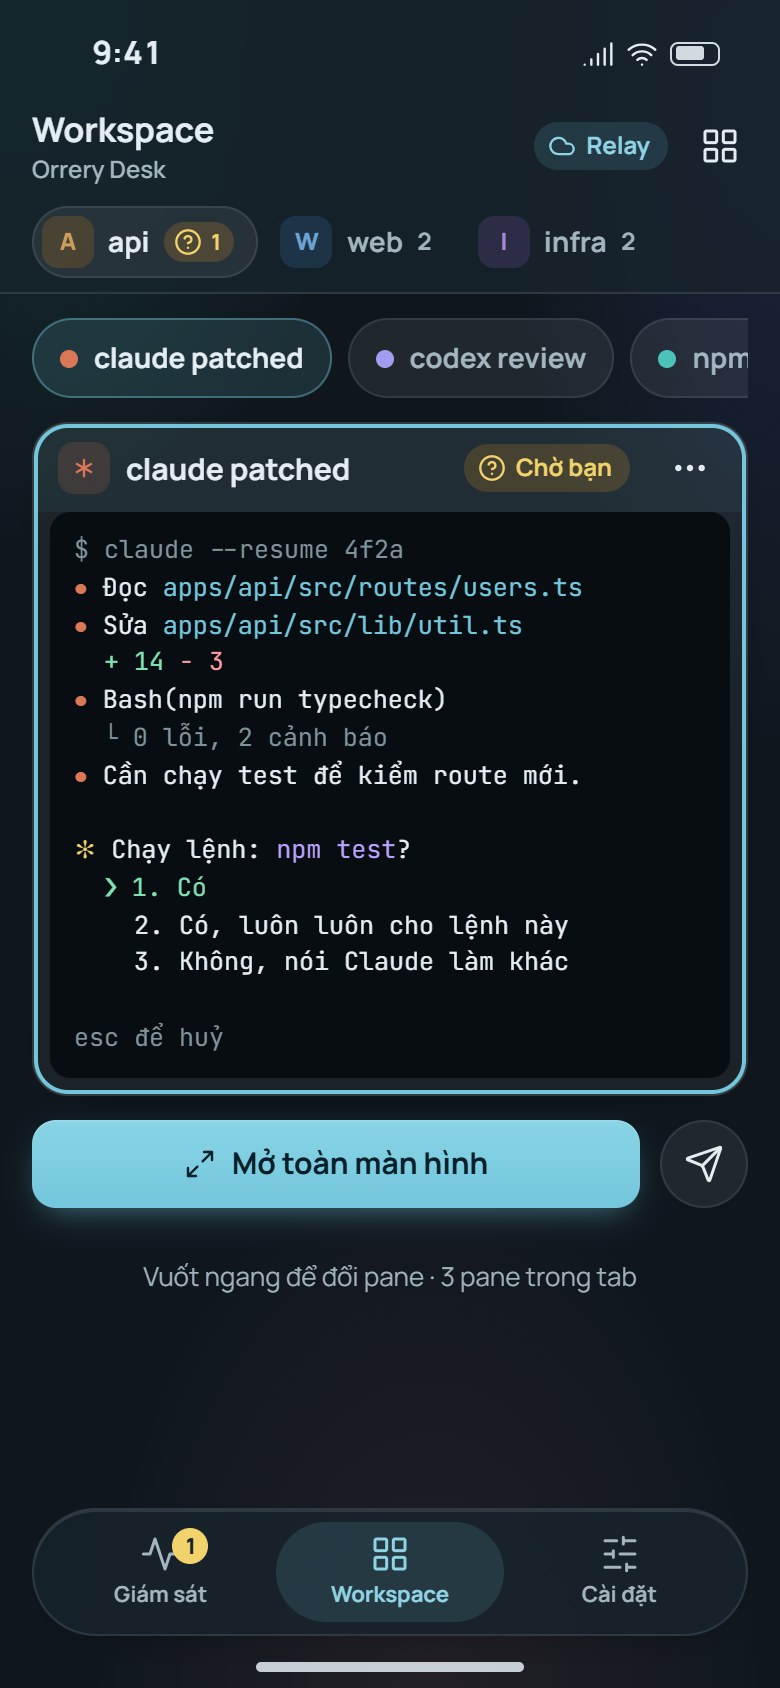 9:41
Workspace
Orrery Desk
Relay
A api 1 W web 2 I infra 2
claude patched codex review npm
claude patched Chờ bạn
$ claude --resume 4f2a
● Đọc apps/api/src/routes/users.ts
● Sửa apps/api/src/lib/util.ts
+ 14 - 3
● Bash(npm run typecheck)
└ 0 lỗi, 2 cảnh báo
● Cần chạy test để kiểm route mới.
✻ Chạy lệnh: npm test?
❯ 1. Có
2. Có, luôn luôn cho lệnh này
3. Không, nói Claude làm khác
esc để huỷ
Mở toàn màn hình
Vuốt ngang để đổi pane · 3 pane trong tab
1
Giám sát Workspace Cài đặt